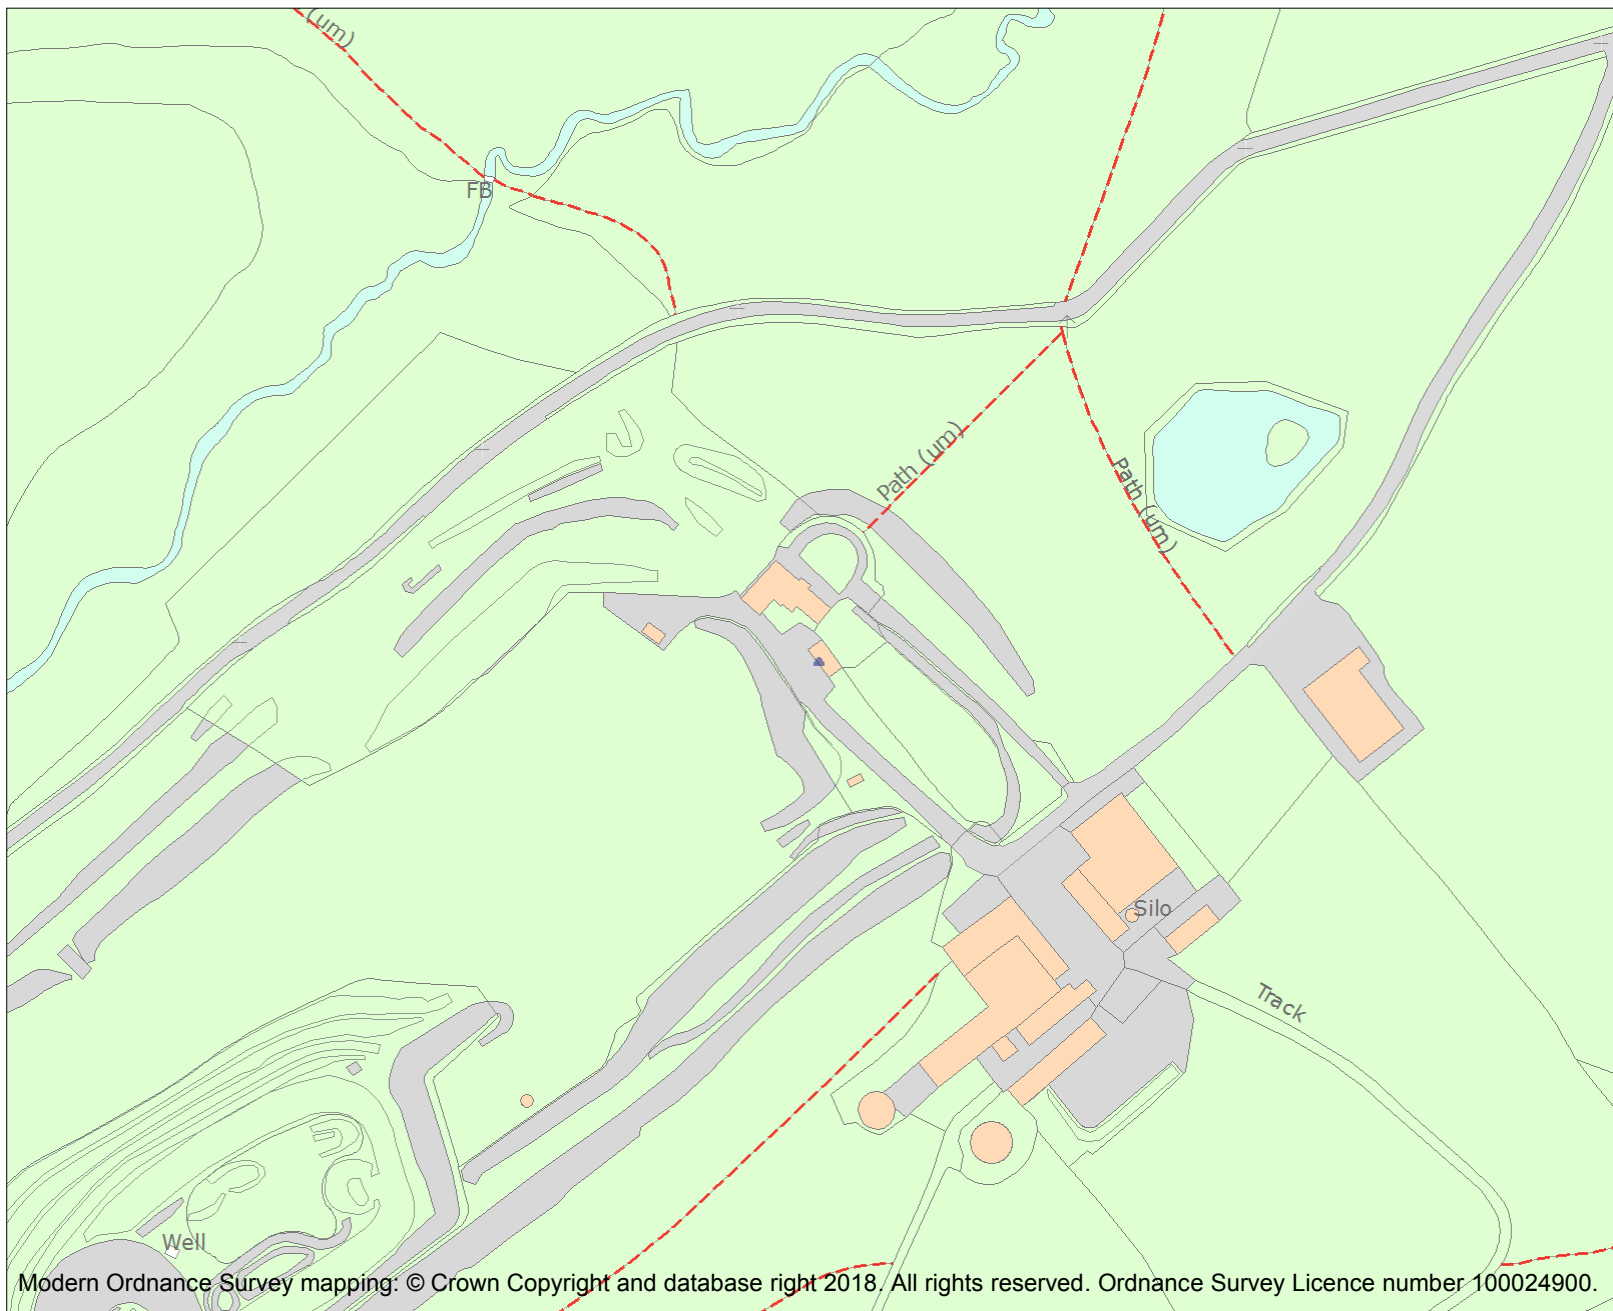 (um)
FB
Path (um)
Path (um)
Silo
Track
Well
Modern Ordnance Survey mapping: © Crown Copyright and database right 2018. All rights reserved. Ordnance Survey Licence number 100024900.